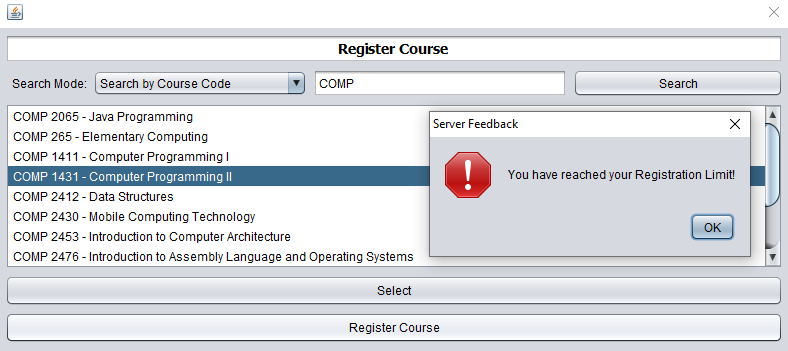 Register Course
Search Mode: Search by Course Code COMP Search
COMP 2065 - Java Programming
COMP 265 - Elementary Computing
COMP 1411 - Computer Programming I
COMP 1431 - Computer Programming II
COMP 2412 - Data Structures
COMP 2430 - Mobile Computing Technology
COMP 2453 - Introduction to Computer Architecture
COMP 2476 - Introduction to Assembly Language and Operating Systems
Server Feedback
You have reached your Registration Limit!
OK
Select
Register Course